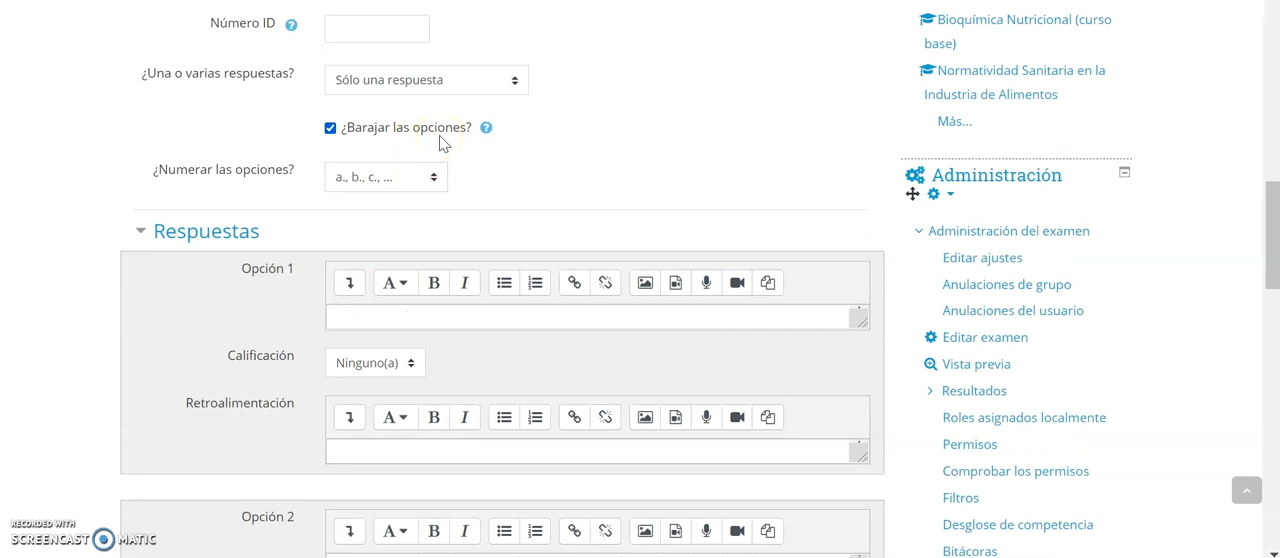 Número ID
¿Una o varias respuestas?
Sólo una respuesta
¿Barajar las opciones?
¿Numerar las opciones?
a., b., c., ...
Respuestas
Opción 1
A B I
Calificación
Ninguno(a)
Retroalimentación
A B I
Opción 2
A B I
Bioquímica Nutricional (curso
base)
Normatividad Sanitaria en la
Industria de Alimentos
Más...
Administración
Administración del examen
Editar ajustes
Anulaciones de grupo
Anulaciones del usuario
Editar examen
Vista previa
Resultados
Roles asignados localmente
Permisos
Comprobar los permisos
Filtros
Desglose de competencia
Bitácoras
RECORDED WITH
SCREENCAST MATIC